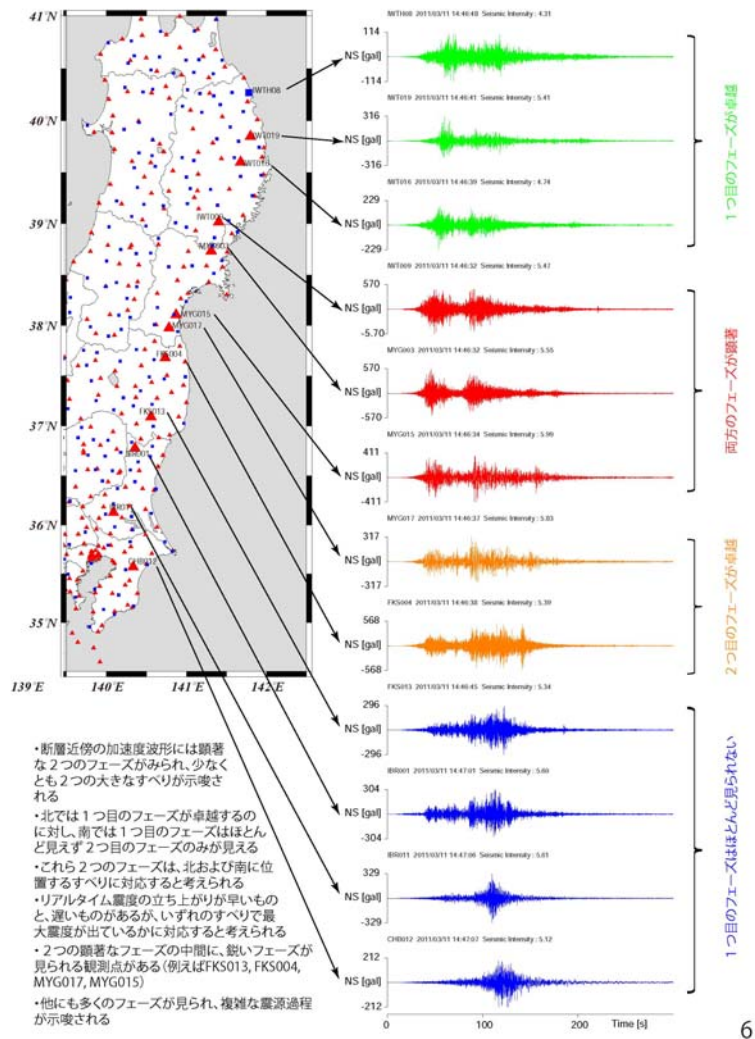 41˚N
40˚N
39˚N
38˚N
37˚N
36˚N
35˚N
139˚E
140˚E
141˚E
142˚E
IWTH08
IWT019
MYG015
MYG017
FKS004
FKS013
IWTH08 2011/03/11 14:46:48 Seismic Intensity : 4.31
114
NS [gal]
-114
IWT019 2011/03/11 14:46:41 Seismic Intensity : 5.41
316
NS [gal]
-316
IWT016 2011/03/11 14:46:39 Seismic Intensity : 4.74
229
NS [gal]
-229
IWT009 2011/03/11 14:46:32 Seismic Intensity : 5.47
570
NS [gal]
-5.70
MYG003 2011/03/11 14:46:32 Seismic Intensity : 5.55
570
NS [gal]
-570
MYG015 2011/03/11 14:46:34 Seismic Intensity : 5.99
411
NS [gal]
-411
MYG017 2011/03/11 14:46:37 Seismic Intensity : 5.83
317
NS [gal]
-317
FKS004 2011/03/11 14:46:38 Seismic Intensity : 5.39
568
NS [gal]
-568
FKS013 2011/03/11 14:46:45 Seismic Intensity : 5.34
296
NS [gal]
-296
IBR001 2011/03/11 14:47:01 Seismic Intensity :
304
NS [gal]
-304
IBR011 2011/03/11 14:47:06 Seismic Intensity :
329
NS [gal]
-329
CHB012 2011/03/11 14:47:07 Seismic Intensity : 5.12
212
NS [gal]
-212
0
100
200
Time [s]
1つ目のフェーズが卓越
両方のフェーズが顕著
2つ目のフェーズが卓越
1つ目のフェーズはほとんど見られない
・断層近傍の加速度波形には顕著
な2つのフェーズがみられ、少なく
とも2つの大きなすべりが示唆さ
れる
・北では1つ目のフェーズが卓越するの
に対し、南では1つ目のフェーズはほとん
ど見えず2つ目のフェーズのみが見える
・これら2つのフェーズは、北および南に位
置するすべりに対応すると考えられる
・リアルタイム震度の立ち上がりが早いもの
と、遅いものがあるが、いずれのすべりで最
大震度が出ているかに対応すると考えられる
・2つの顕著なフェーズの中間に、鋭いフェーズが
見られる観測点がある(例えばFKS013, FKS004,
MYG017, MYG015)
・他にも多くのフェーズが見られ、複雑な震源過程
が示唆される
6